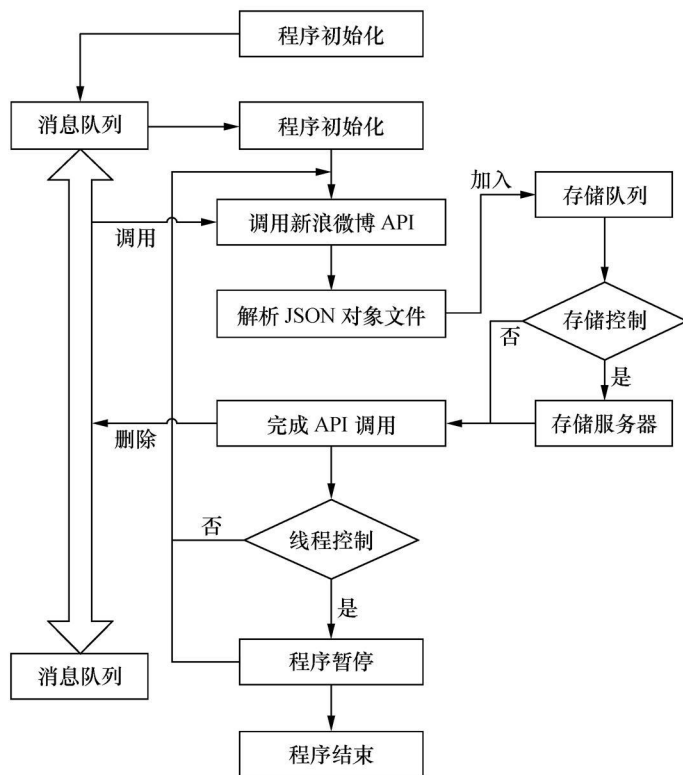 程序初始化
消息队列
程序初始化
加入
存储队列
调用
调用新浪微博 API
解析 JSON 对象文件
否
存储控制
是
删除
完成 API 调用
存储服务器
否
线程控制
是
消息队列
程序暂停
程序结束